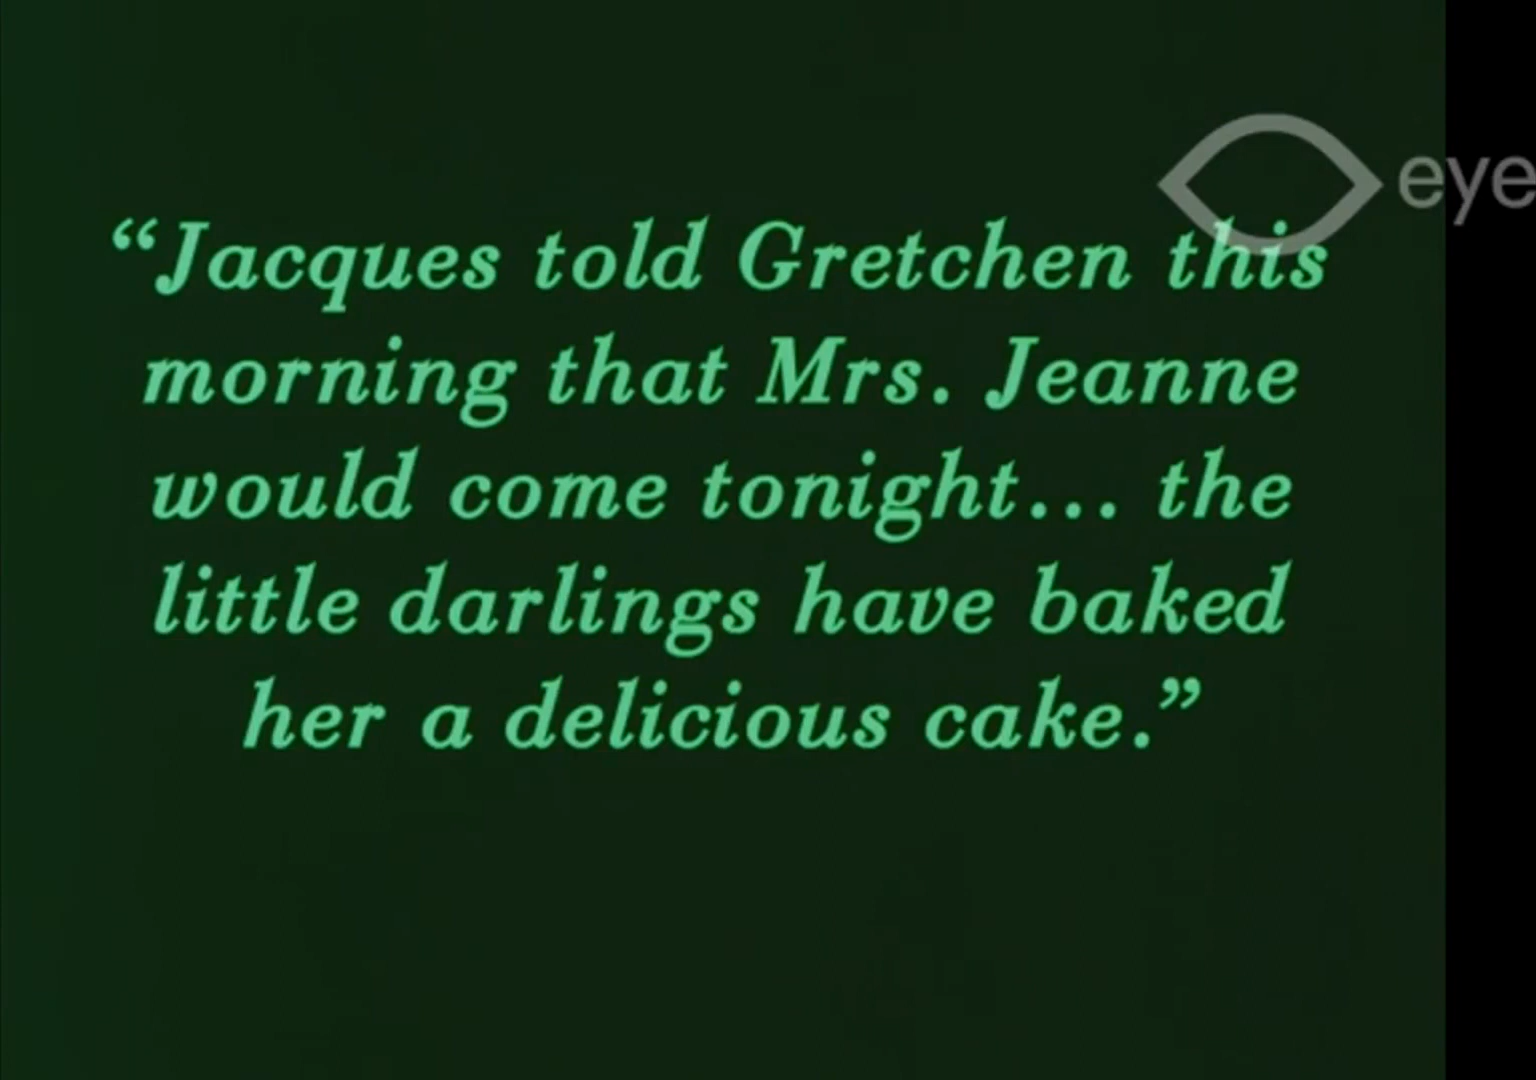 eye
“Jacques told Gretchen this
morning that Mrs. Jeanne
would come tonight... the
little darlings have baked
her a delicious cake.”